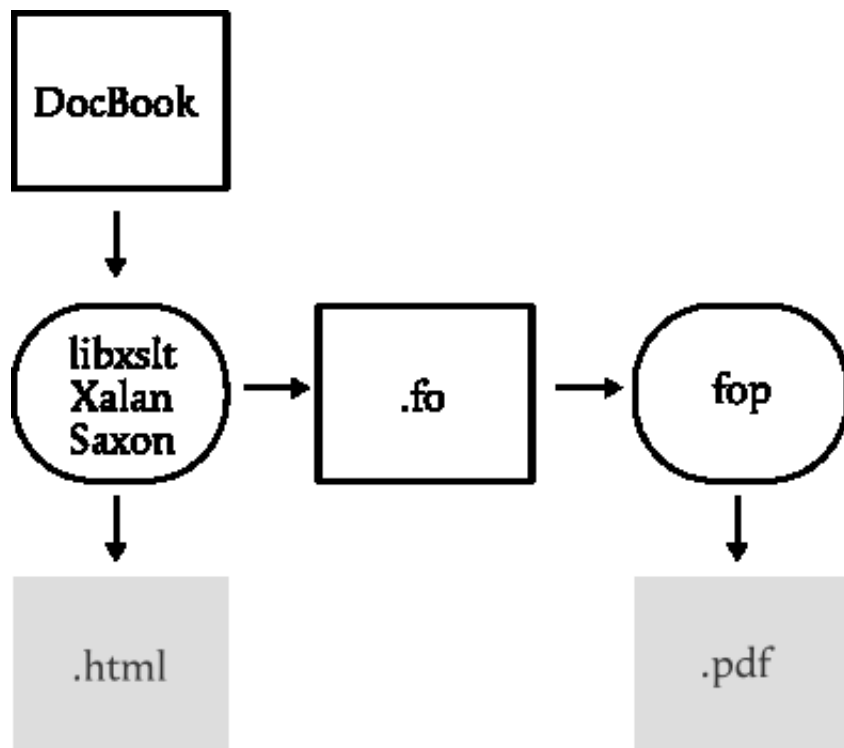 DocBook
libxslt
Xalan
Saxon
.fo
fop
.html
.pdf